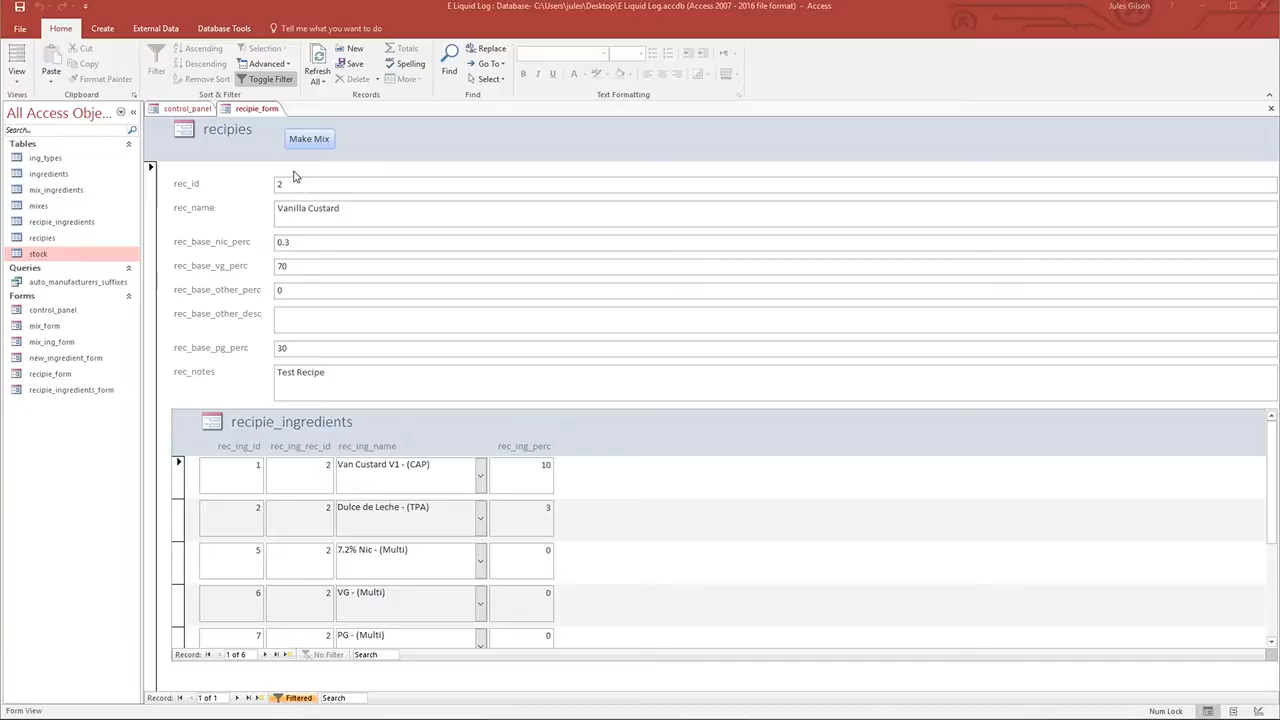 E Liquid Log : Database- C:\Users\jules\Desktop\E Liquid Log.accdb (Access 2007 - 2016 file format) - Access
Jules Gilson
File
Home
Create
External Data
Database Tools
Tell me what you want to do
View
Views
Paste
Cut
Copy
Format Painter
Clipboard
Filter
Ascending
Descending
Remove Sort
Selection
Advanced
Toggle Filter
Sort & Filter
Refresh
All
New
Save
Delete
Totals
Spelling
More
Records
Find
Replace
Go To
Select
Find
B I U
Text Formatting
All Access Obje...
Search...
Tables
ing_types
ingredients
mix_ingredients
mixes
recipie_ingredients
recipies
stock
Queries
auto_manufacturers_suffixes
Forms
control_panel
mix_form
mix_ing_form
new_ingredient_form
recipie_form
recipie_ingredients_form
control_panel
recipie_form
recipies
Make Mix
rec_id
2
rec_name
Vanilla Custard
rec_base_nic_perc
0.3
rec_base_vg_perc
70
rec_base_other_perc
0
rec_base_other_desc
rec_base_pg_perc
30
rec_notes
Test Recipe
recipie_ingredients
rec_ing_id rec_ing_rec_id rec_ing_name rec_ing_perc
1 2 Van Custard V1 - (CAP) 10
2 2 Dulce de Leche - (TPA) 3
5 2 7.2% Nic - (Multi) 0
6 2 VG - (Multi) 0
7 2 PG - (Multi) 0
Record: 1 of 6 No Filter Search
Record: 1 of 1 Filtered Search
Form View
Num Lock